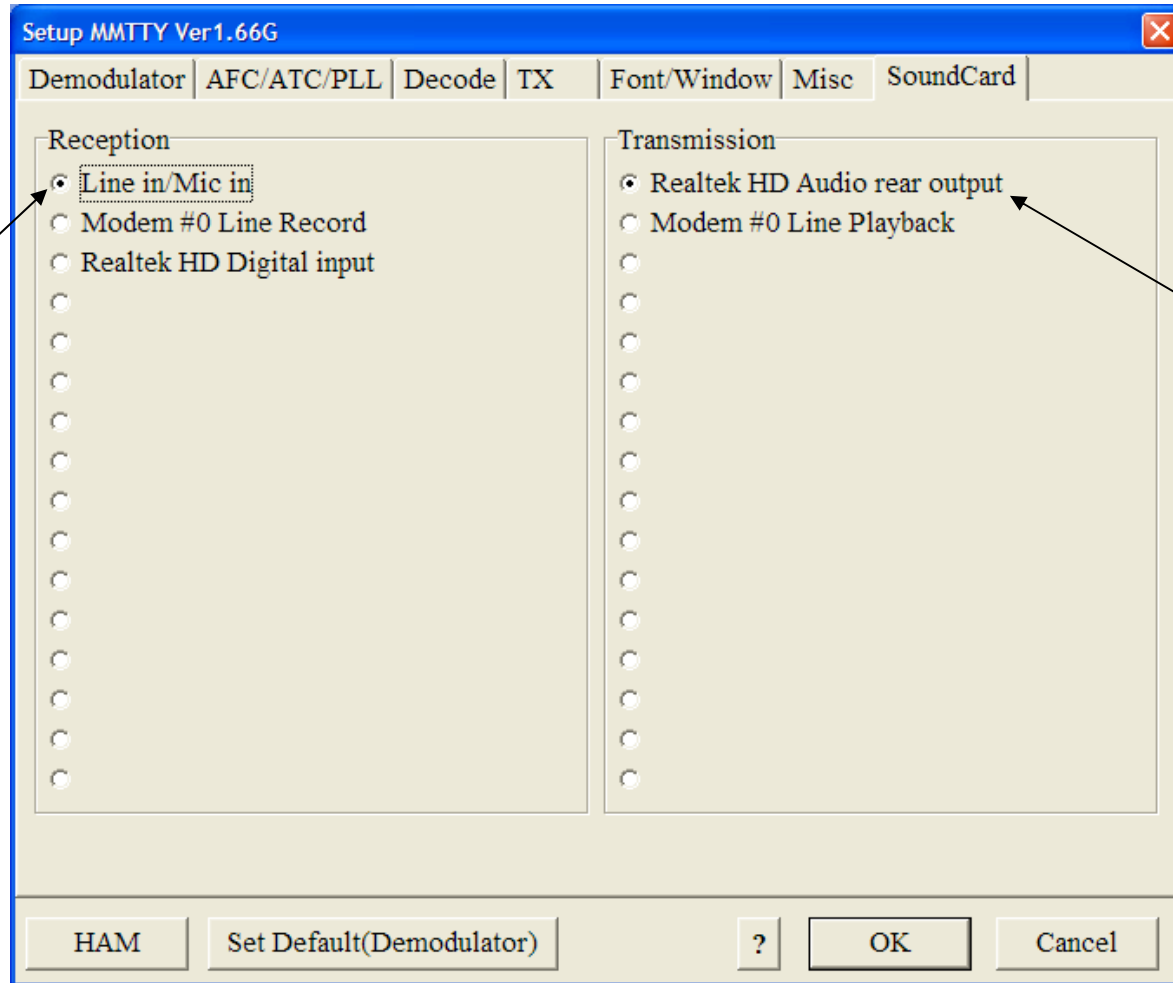 Setup MMTTY Ver1.66G
Demodulator AFC/ATC/PLL Decode TX Font/Window Misc SoundCard
Reception
Line in/Mic in
Modem #0 Line Record
Realtek HD Digital input
Transmission
Realtek HD Audio rear output
Modem #0 Line Playback
HAM Set Default(Demodulator) ? OK Cancel